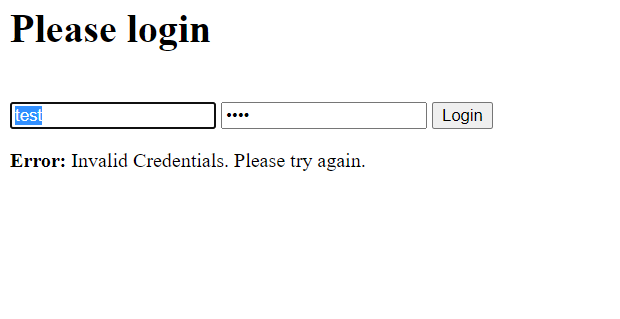 Please login
test •••• Login
Error: Invalid Credentials. Please try again.